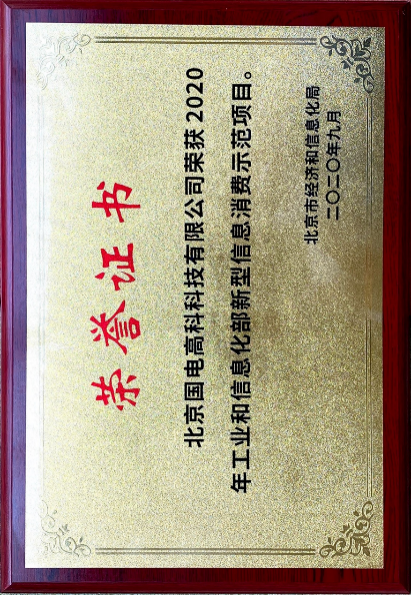 荣誉证书
北京国电高科科技有限公司荣获 2020
年工业和信息化部新型信息消费示范项目。
北京市经济和信息化局
二〇二〇年九月